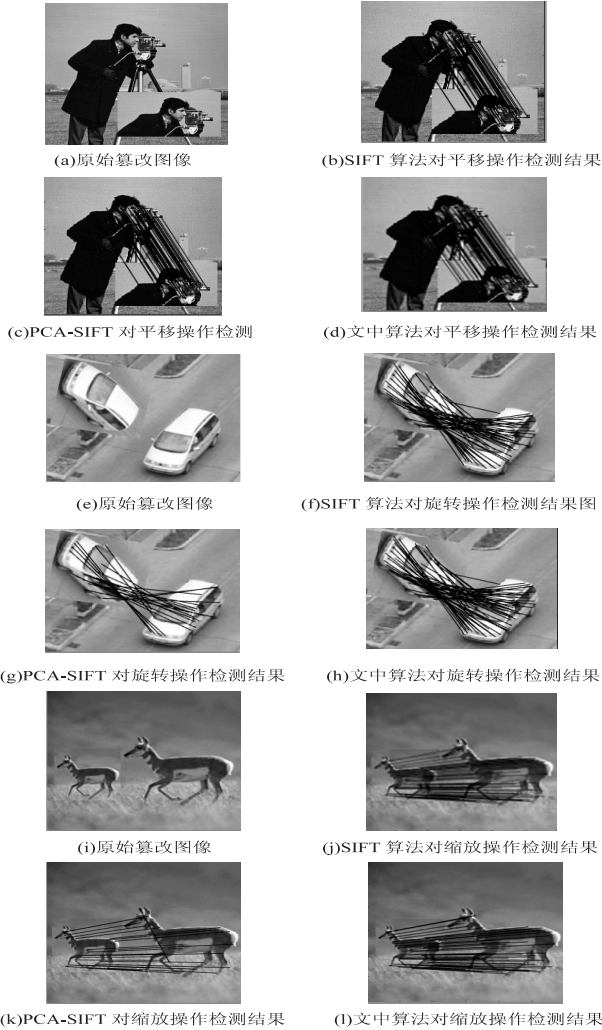 (a)原始篡改图像
(b)SIFT 算法对平移操作检测结果
(c)PCA-SIFT 对平移操作检测
(d)文中算法对平移操作检测结果
(e)原始篡改图像
(f)SIFT 算法对旋转操作检测结果图
(g)PCA-SIFT 对旋转操作检测结果
(h)文中算法对旋转操作检测结果
(i)原始篡改图像
(j)SIFT 算法对缩放操作检测结果
(k)PCA-SIFT 对缩放操作检测结果
(l)文中算法对缩放操作检测结果